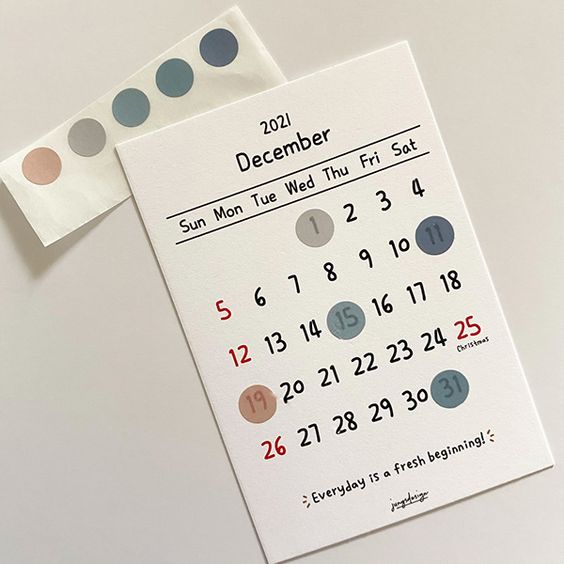 2021
December
Sun Mon Tue Wed Thu Fri Sat
1 2 3 4
5 6 7 8 9 10 11
12 13 14 15 16 17 18
19 20 21 22 23 24 25
Christmas
26 27 28 29 30 31
Everyday is a fresh beginning!
jungsdesign